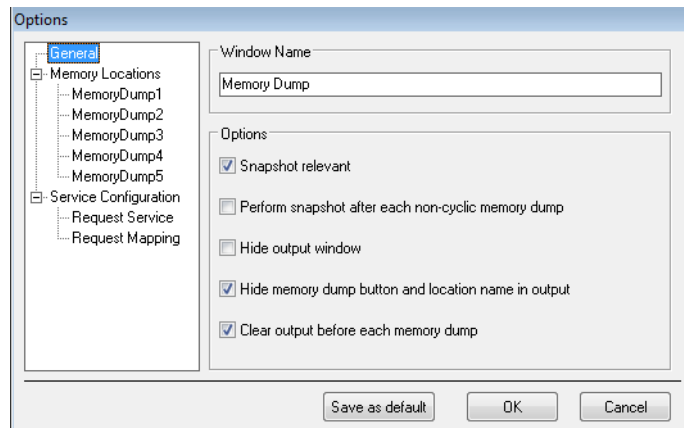 Options
General
Memory Locations
MemoryDump1
MemoryDump2
MemoryDump3
MemoryDump4
MemoryDump5
Service Configuration
Request Service
Request Mapping
Window Name
Memory Dump
Options
Snapshot relevant
Perform snapshot after each non-cyclic memory dump
Hide output window
Hide memory dump button and location name in output
Clear output before each memory dump
Save as default
OK
Cancel